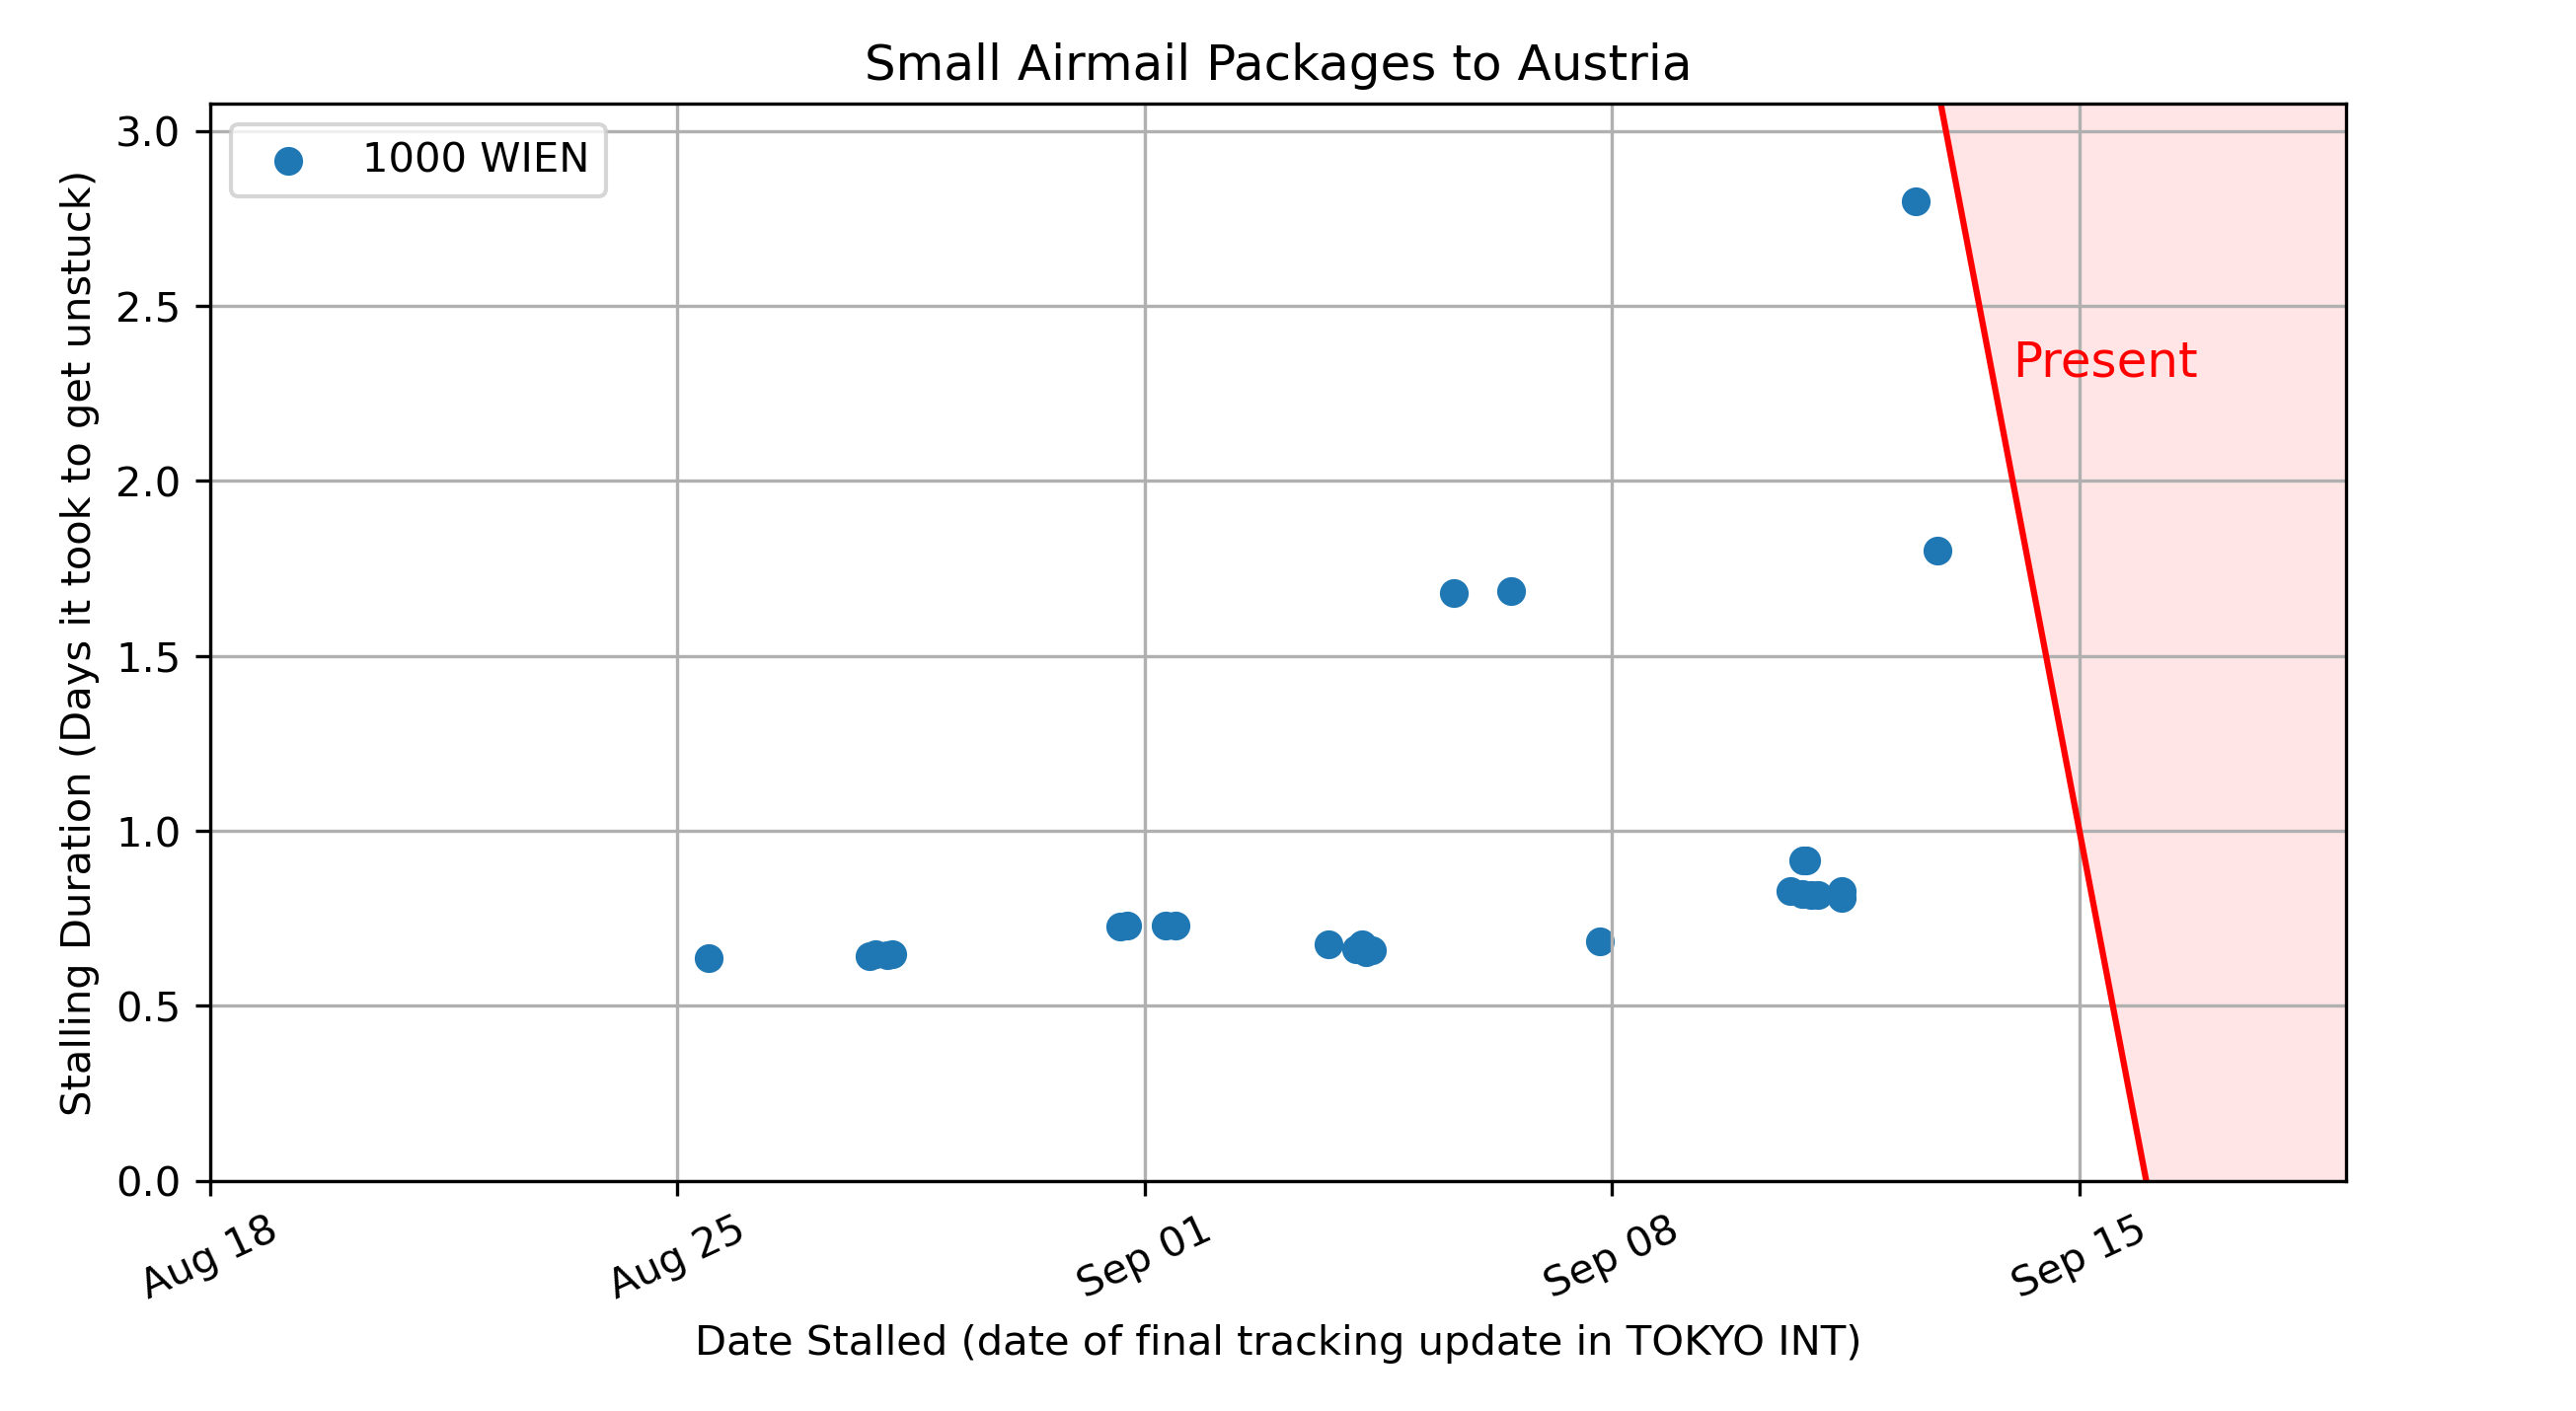 Small Airmail Packages to Austria
1000 WIEN
Present
Stalling Duration (Days it took to get unstuck)
3.0
2.5
2.0
1.5
1.0
0.5
0.0
Aug 18
Aug 25
Sep 01
Sep 08
Sep 15
Date Stalled (date of final tracking update in TOKYO INT)